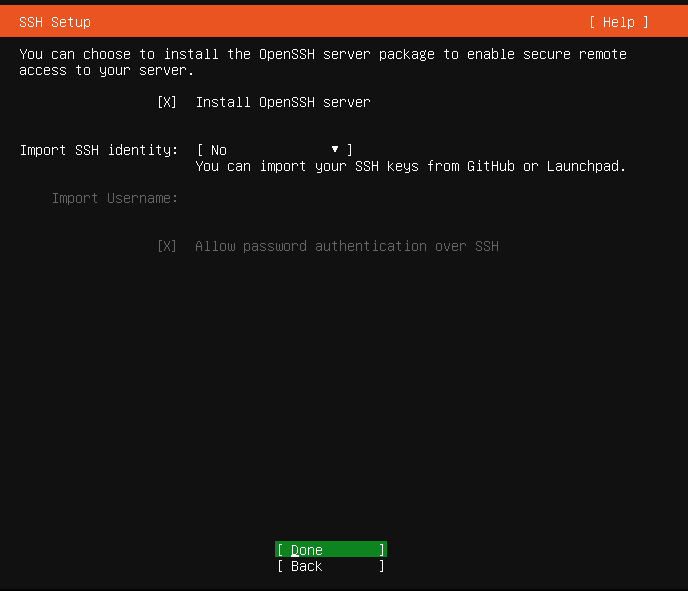 SSH Setup [ Help ]
You can choose to install the OpenSSH server package to enable secure remote
access to your server.
[X] Install OpenSSH server
Import SSH identity: [ No ▾ ]
You can import your SSH keys from GitHub or Launchpad.
Import Username:
[X] Allow password authentication over SSH
[ Done ]
[ Back ]